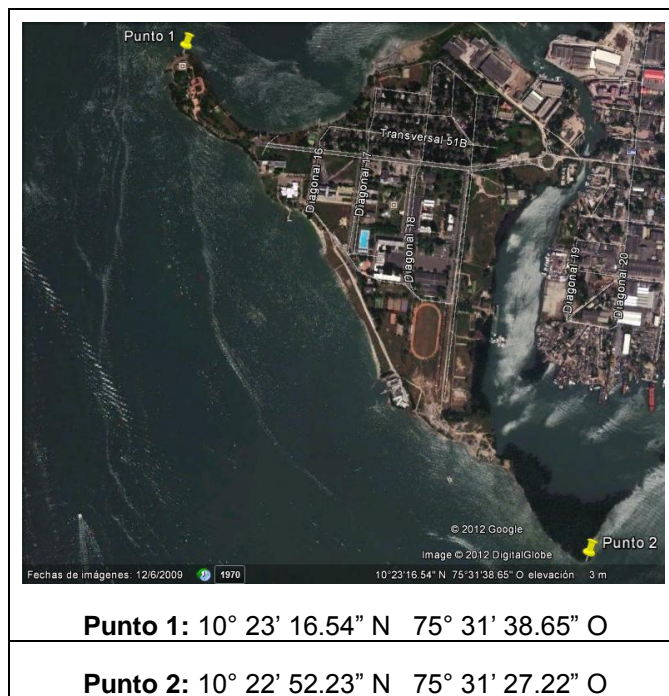 Punto 1
Transversal 51B
Diagonal 16
Diagonal 17
Diagonal 18
Diagonal 19
Diagonal 20
© 2012 Google
Punto 2
Image © 2012 DigitalGlobe
Fechas de imágenes: 12/6/2009 1970 10°23'16.54" N 75°31'38.65" O elevación 3 m
Punto 1: 10° 23’ 16.54” N 75° 31’ 38.65” O
Punto 2: 10° 22’ 52.23” N 75° 31’ 27.22” O